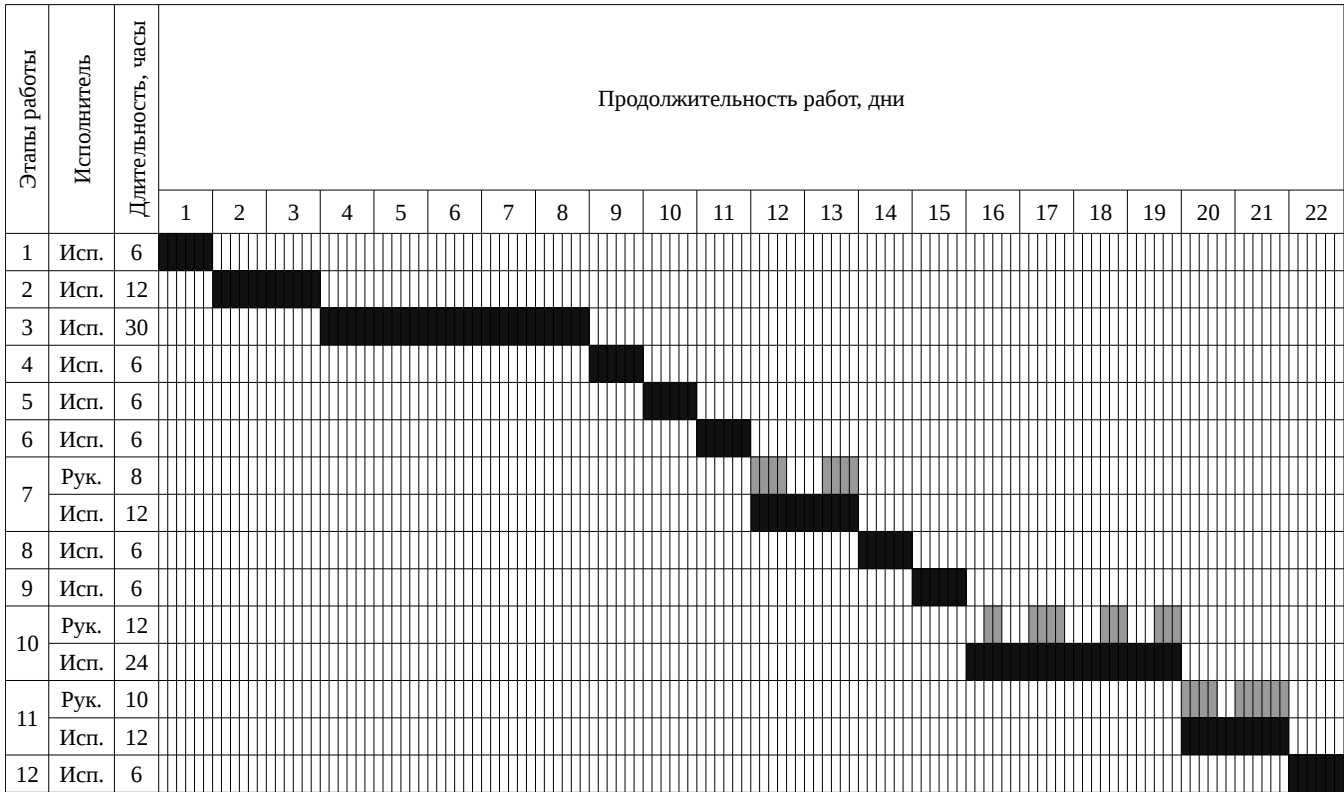 Этапы работы
Исполнитель
Длительность, часы
Продолжительность работ, дни
1 2 3 4 5 6 7 8 9 10 11 12 13 14 15 16 17 18 19 20 21 22
1 Исп. 6
2 Исп. 12
3 Исп. 30
4 Исп. 6
5 Исп. 6
6 Исп. 6
7 Рук. 8
Исп. 12
8 Исп. 6
9 Исп. 6
10 Рук. 12
Исп. 24
11 Рук. 10
Исп. 12
12 Исп. 6